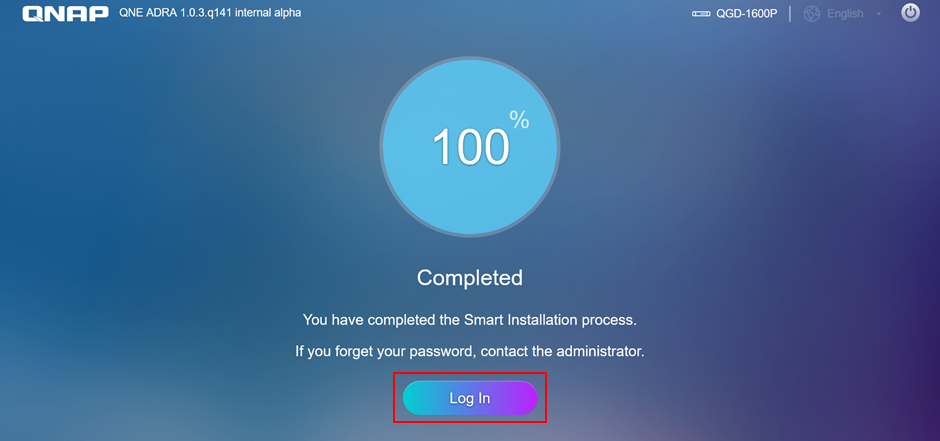 QNAP QNE ADRA 1.0.3.q141 internal alpha QGD-1600P English
100%
Completed
You have completed the Smart Installation process.
If you forget your password, contact the administrator.
Log In